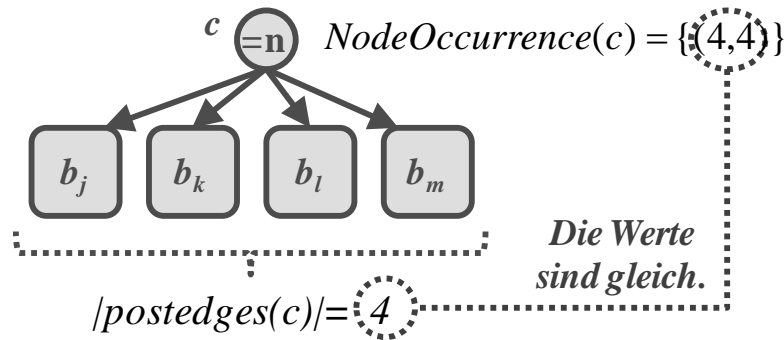 c
=n
NodeOccurrence(c) = {(4,4)}
b_j b_k b_l b_m
Die Werte
sind gleich.
|postedges(c)|= 4